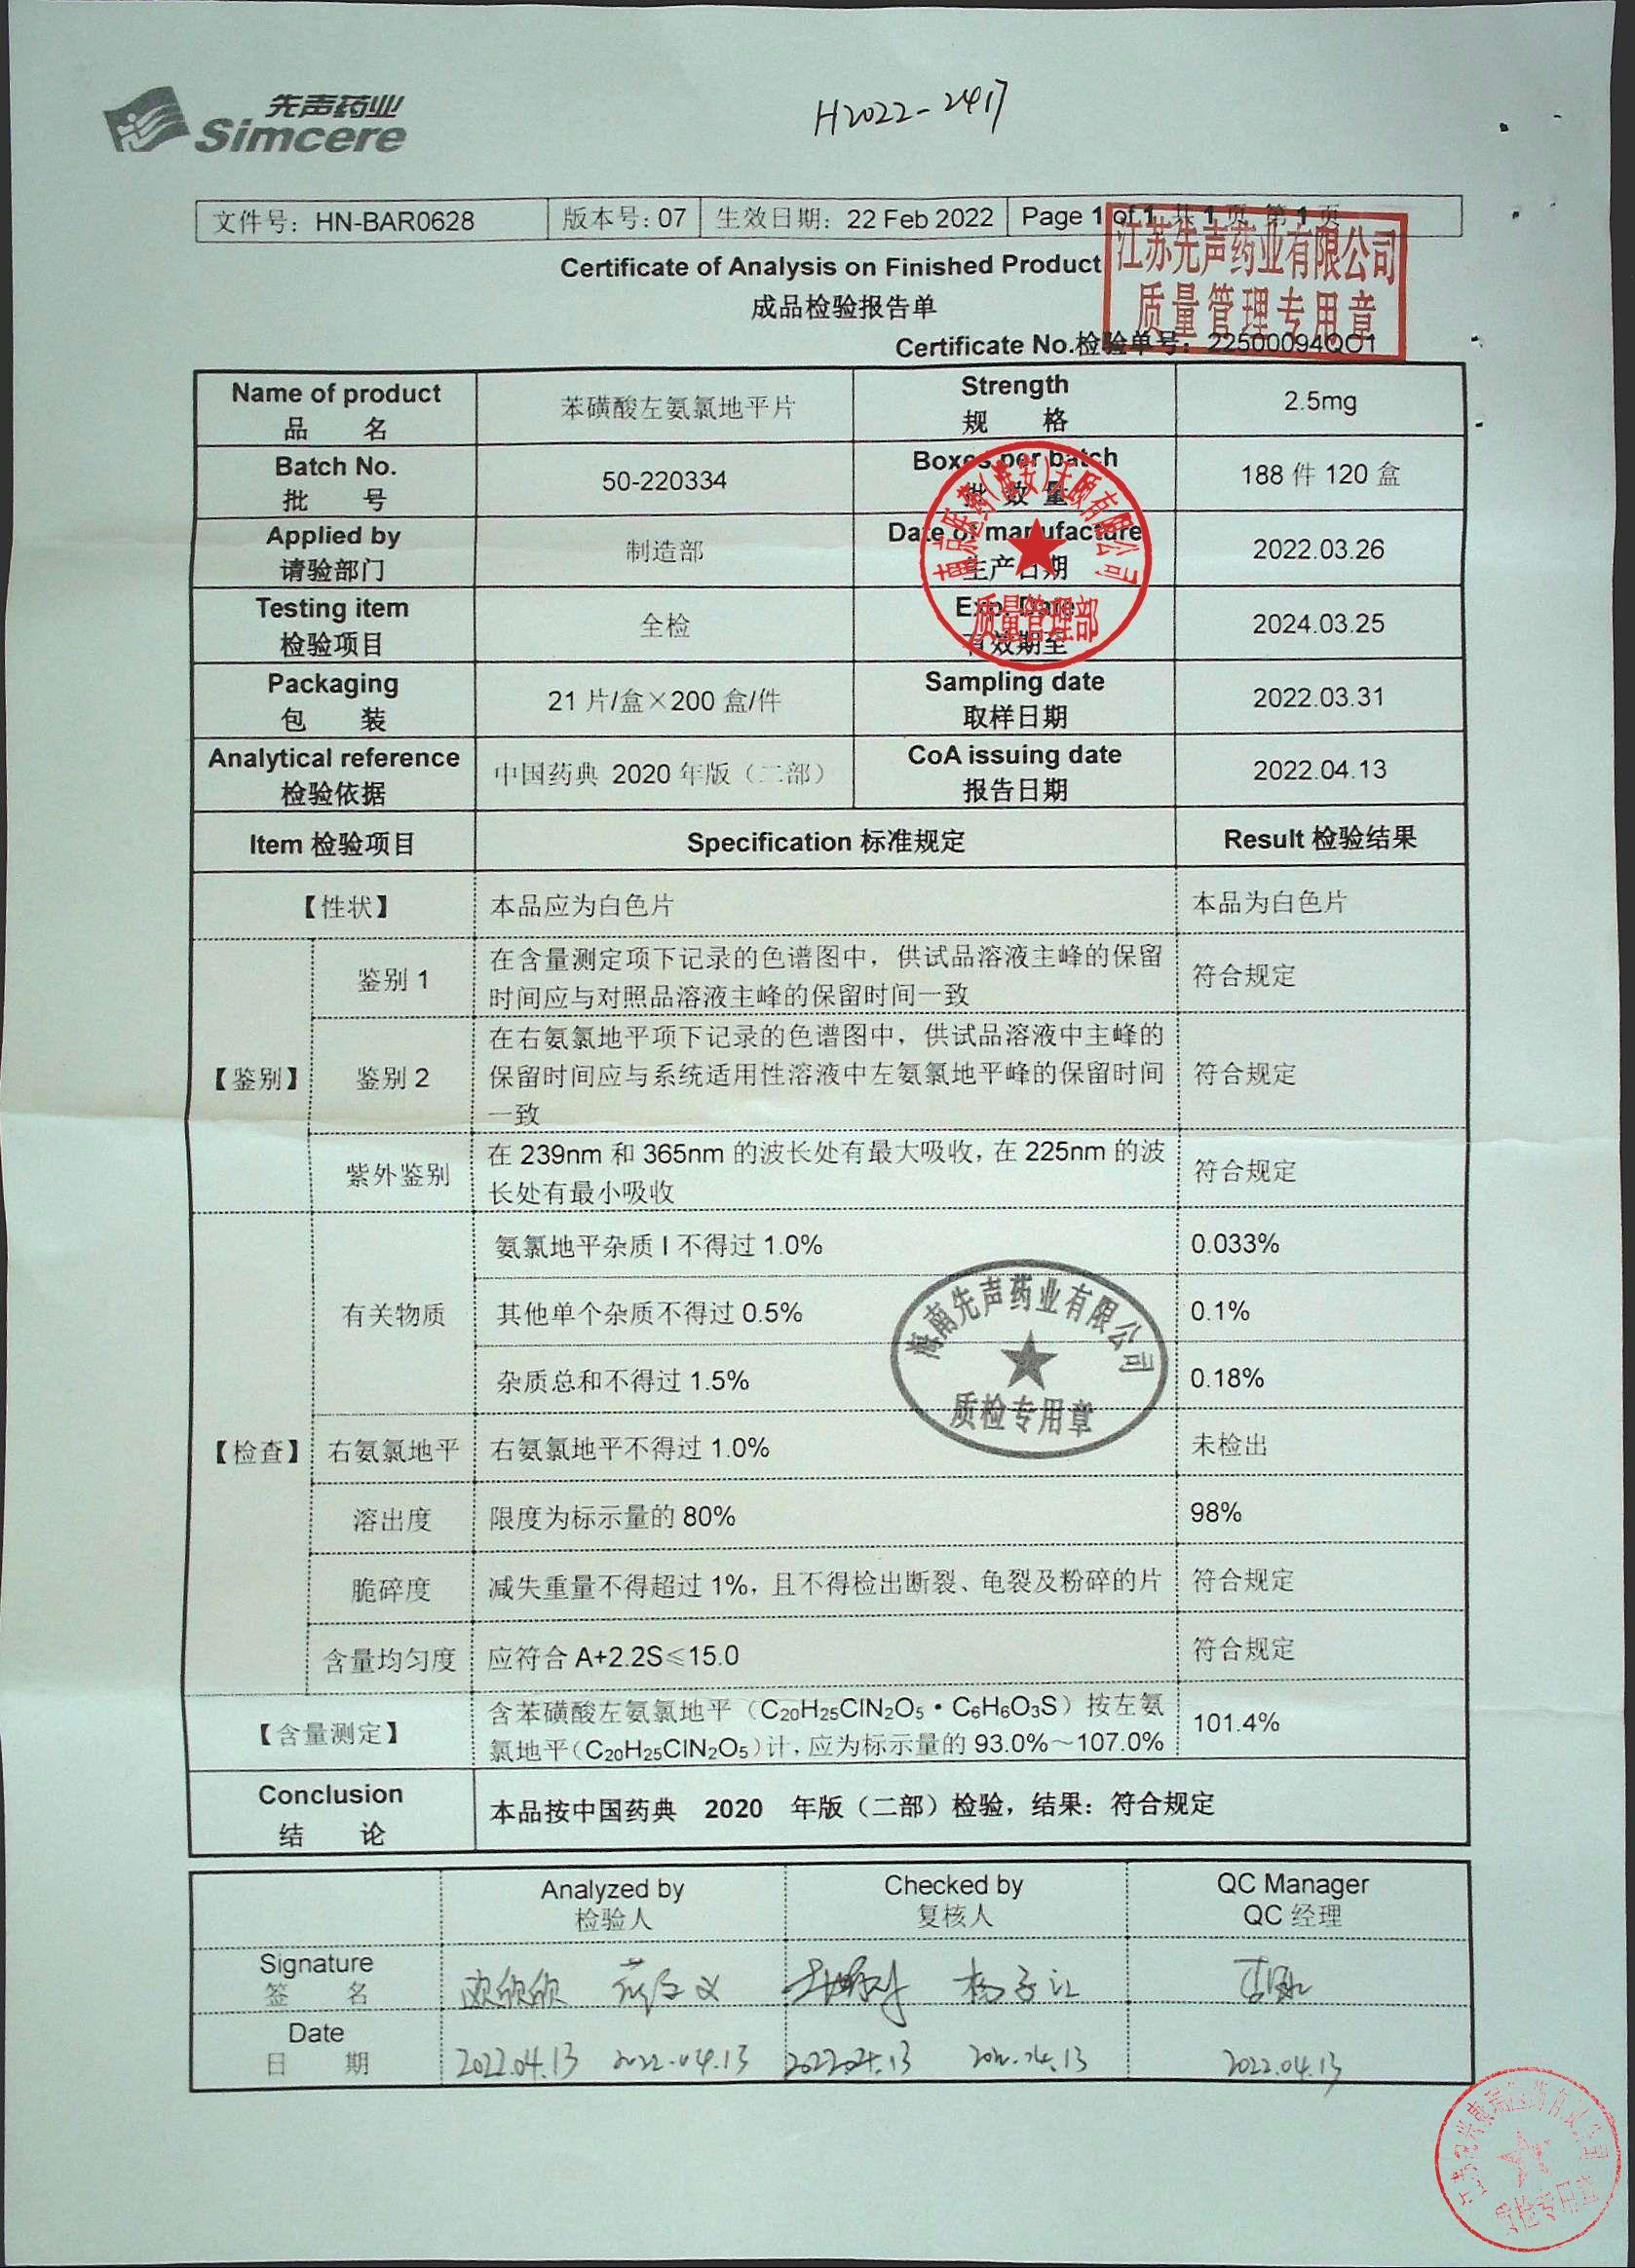 先声药业
Simcere
H2022-2417
文件号: HN-BAR0628 版本号: 07 生效日期: 22 Feb 2022 Page 1 of 1 共 1 页 第 1 页
江苏先声药业有限公司
质量管理专用章
Certificate of Analysis on Finished Product
成品检验报告单
Certificate No.检验单号: 22500094QO1
Name of product 苯磺酸左氨氯地平片 Strength 2.5mg
品 名 规 格
Batch No. 50-220334 Boxes per batch 188 件 120 盒
批 号 批 数 量
Applied by 制造部 Date of manufacture 2022.03.26
请验部门 生产日期
Testing item 全检 Exp. Date 2024.03.25
检验项目 有效期至
质量管理部
Packaging 21 片/盒×200 盒/件 Sampling date 2022.03.31
包 装 取样日期
Analytical reference 中国药典 2020 年版（二部） CoA issuing date 2022.04.13
检验依据 报告日期
Item 检验项目 Specification 标准规定 Result 检验结果
【性状】 本品应为白色片 本品为白色片
【鉴别】
鉴别 1 在含量测定项下记录的色谱图中，供试品溶液主峰的保留 符合规定
时间应与对照品溶液主峰的保留时间一致
鉴别 2 在右氨氯地平项下记录的色谱图中，供试品溶液中主峰的
保留时间应与系统适用性溶液中左氨氯地平峰的保留时间 符合规定
一致
紫外鉴别 在 239nm 和 365nm 的波长处有最大吸收，在 225nm 的波 符合规定
长处有最小吸收
【检查】
有关物质 氨氯地平杂质 I 不得过 1.0% 0.033%
其他单个杂质不得过 0.5% 0.1%
杂质总和不得过 1.5% 0.18%
海南先声药业有限公司
质检专用章
右氨氯地平 右氨氯地平不得过 1.0% 未检出
溶出度 限度为标示量的 80% 98%
脆碎度 减失重量不得超过 1%，且不得检出断裂、龟裂及粉碎的片 符合规定
含量均匀度 应符合 A+2.2S≤15.0 符合规定
【含量测定】 含苯磺酸左氨氯地平（C₂₀H₂₅ClN₂O₅・C₆H₆O₃S）按左氨 101.4%
氯地平（C₂₀H₂₅ClN₂O₅）计，应为标示量的 93.0%～107.0%
Conclusion 本品按中国药典 2020 年版（二部）检验，结果：符合规定
结 论
Analyzed by Checked by QC Manager
检验人 复核人 QC 经理
Signature
签 名
Date
日 期 2022.04.13 2022.04.13 2022.04.13 2022.04.13 2022.04.13
质检专用章